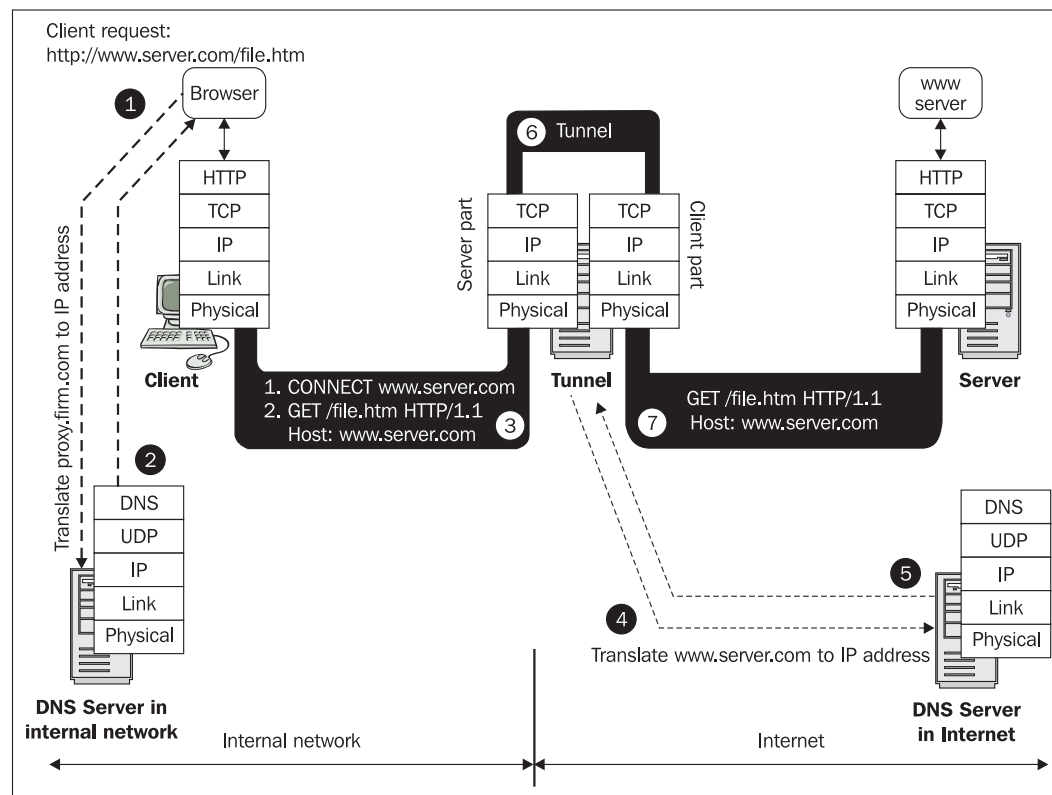 Client request:
http://www.server.com/file.htm
1
Browser
HTTP
TCP
IP
Link
Physical
Client
Translate proxy.firm.com to IP address
2
DNS
UDP
IP
Link
Physical
DNS Server in
internal network
1. CONNECT www.server.com
2. GET /file.htm HTTP/1.1
Host: www.server.com
3
6 Tunnel
Server part
TCP
IP
Link
Physical
TCP
IP
Link
Physical
Client part
Tunnel
www
server
HTTP
TCP
IP
Link
Physical
Server
GET /file.htm HTTP/1.1
7
Host: www.server.com
5
4
Translate www.server.com to IP address
DNS
UDP
IP
Link
Physical
DNS Server
in Internet
Internal network
Internet